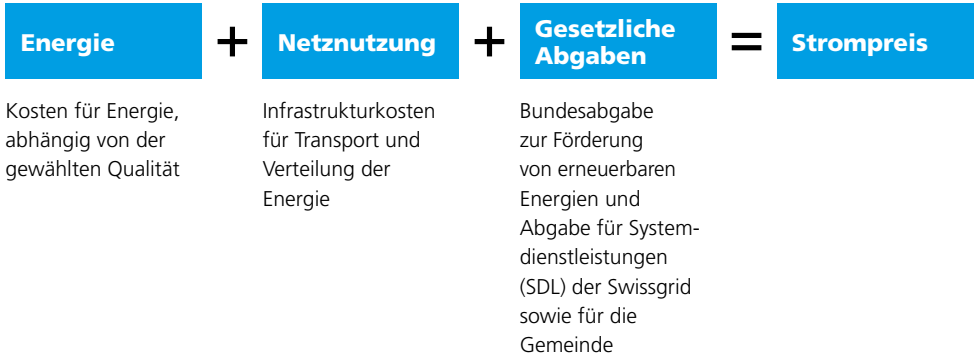 Energie
+
Netznutzung
+
Gesetzliche
Abgaben
=
Strompreis
Kosten für Energie,
abhängig von der
gewählten Qualität
Infrastrukturkosten
für Transport und
Verteilung der
Energie
Bundesabgabe
zur Förderung
von erneuerbaren
Energien und
Abgabe für System-
dienstleistungen
(SDL) der Swissgrid
sowie für die
Gemeinde